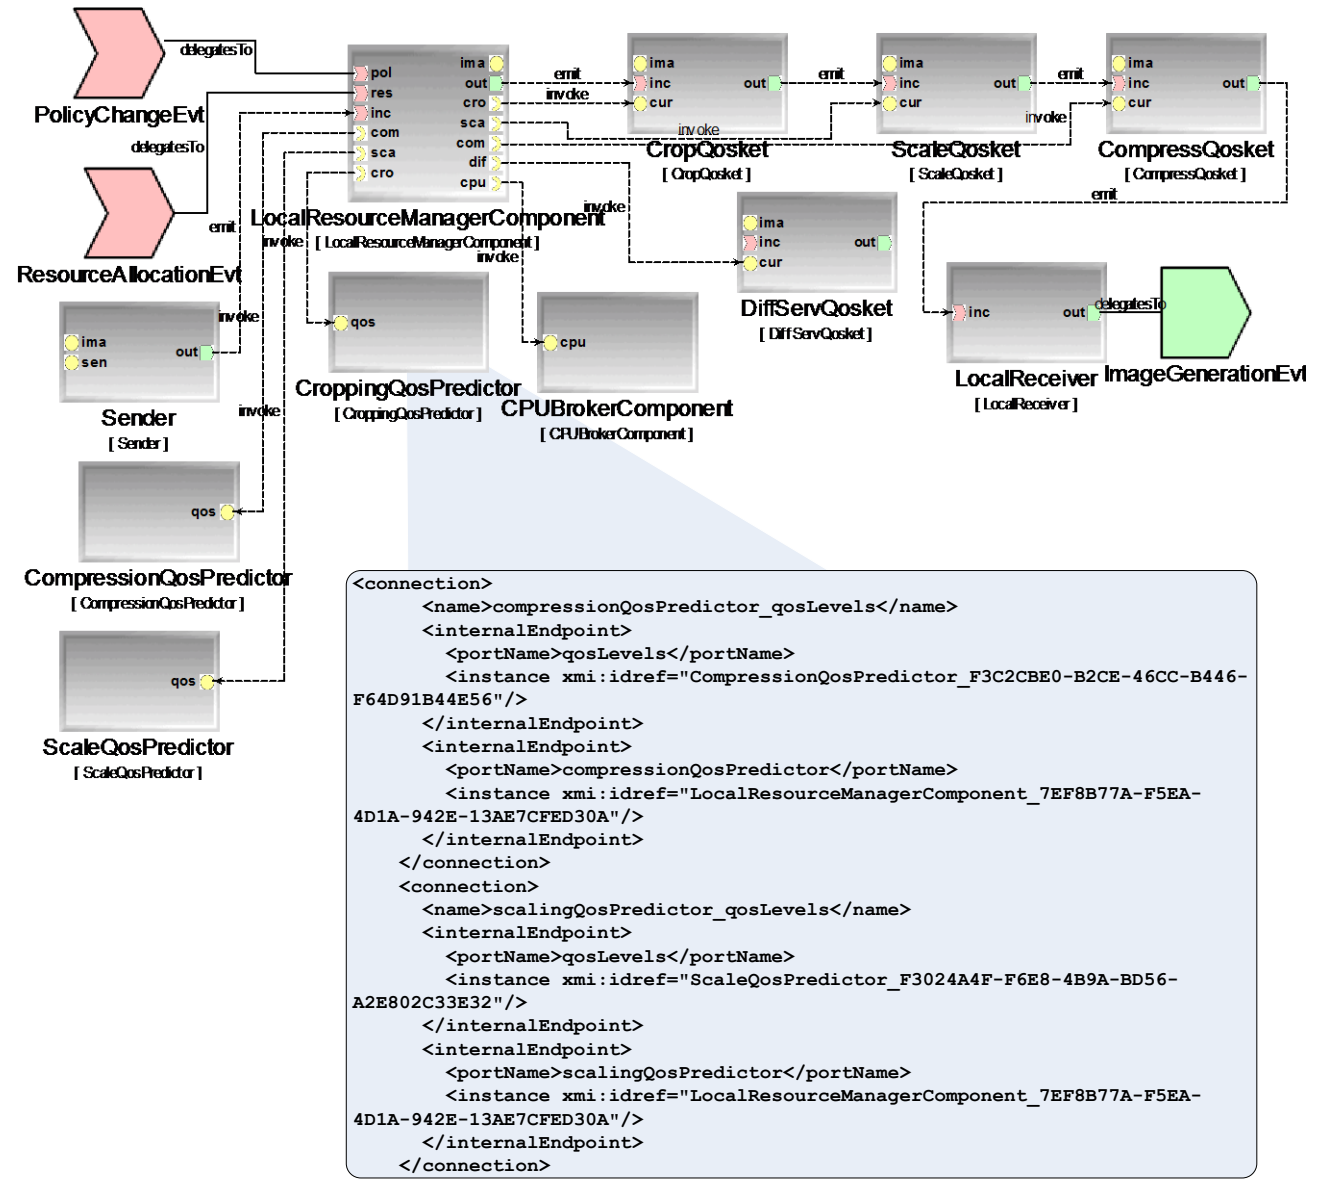 PolicyChangeEvt
delegatesTo
ResourceAllocationEvt
delegatesTo
pol
res
inc
com
sca
cro
ima
out
cro
sca
com
dif
cpu
LocalResourceManagerComponent
[ LocalResourceManagerComponent ]
emit
invoke
ima
inc
cur
out
CropQosket
[ CropQosket ]
emit
invoke
ima
inc
cur
out
ScaleQosket
[ ScaleQosket ]
emit
invoke
ima
inc
cur
out
CompressQosket
[ CompressQosket ]
emit
invoke
ima
inc
cur
out
DiffServQosket
[ DiffServQosket ]
inc
out
LocalReceiver
[ LocalReceiver ]
delegatesTo
ImageGenerationEvt
emit
invoke
invoke
invoke
invoke
ima
sen
out
Sender
[ Sender ]
qos
CroppingQosPredictor
[ CroppingQosPredictor ]
cpu
CPUBrokerComponent
[ CPUBrokerComponent ]
qos
CompressionQosPredictor
[ CompressionQosPredictor ]
qos
ScaleQosPredictor
[ ScaleQosPredictor ]
<connection>
<name>compressionQosPredictor_qosLevels</name>
<internalEndpoint>
<portName>qosLevels</portName>
<instance xmi:idref="CompressionQosPredictor_F3C2CBE0-B2CE-46CC-B446-
F64D91B44E56"/>
</internalEndpoint>
<internalEndpoint>
<portName>compressionQosPredictor</portName>
<instance xmi:idref="LocalResourceManagerComponent_7EF8B77A-F5EA-
4D1A-942E-13AE7CFED30A"/>
</internalEndpoint>
</connection>
<connection>
<name>scalingQosPredictor_qosLevels</name>
<internalEndpoint>
<portName>qosLevels</portName>
<instance xmi:idref="ScaleQosPredictor_F3024A4F-F6E8-4B9A-BD56-
A2E802C33E32"/>
</internalEndpoint>
<internalEndpoint>
<portName>scalingQosPredictor</portName>
<instance xmi:idref="LocalResourceManagerComponent_7EF8B77A-F5EA-
4D1A-942E-13AE7CFED30A"/>
</internalEndpoint>
</connection>